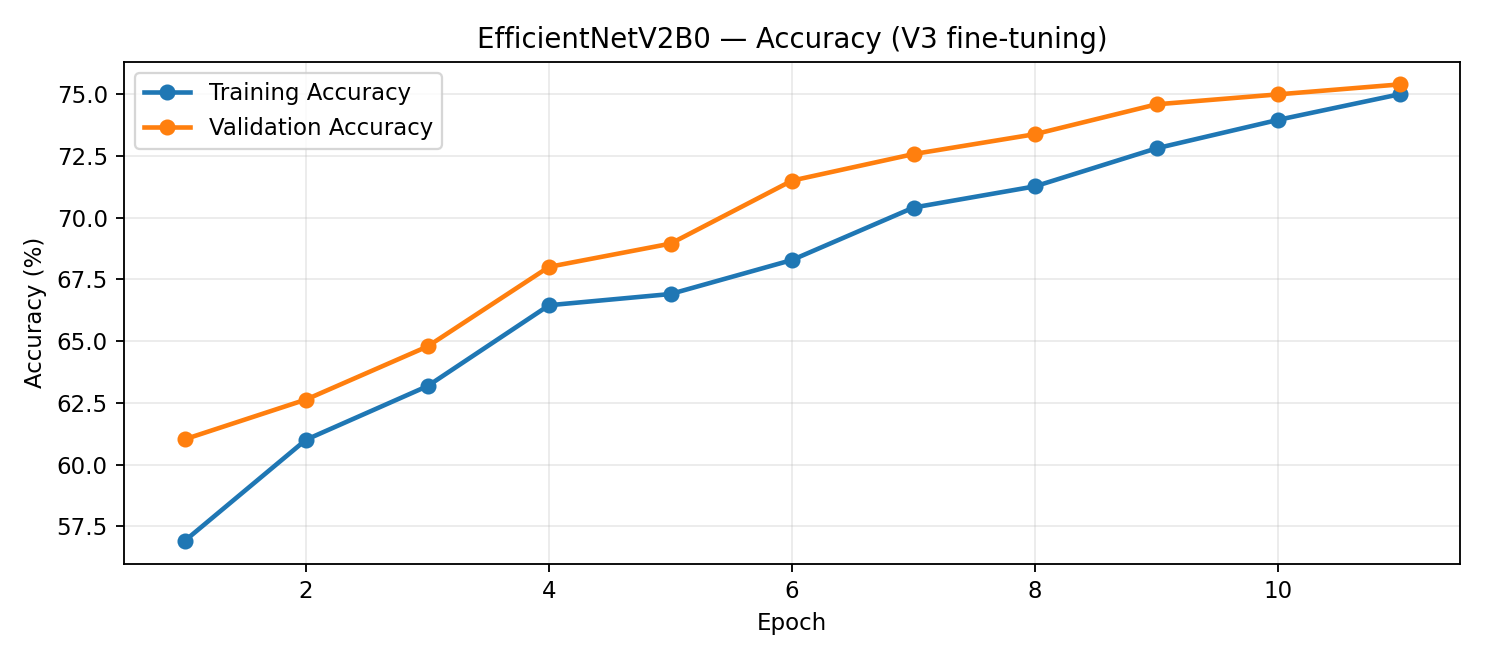 EfficientNetV2B0 — Accuracy (V3 fine-tuning)
Training Accuracy
Validation Accuracy
Accuracy (%)
75.0
72.5
70.0
67.5
65.0
62.5
60.0
57.5
2 4 6 8 10
Epoch